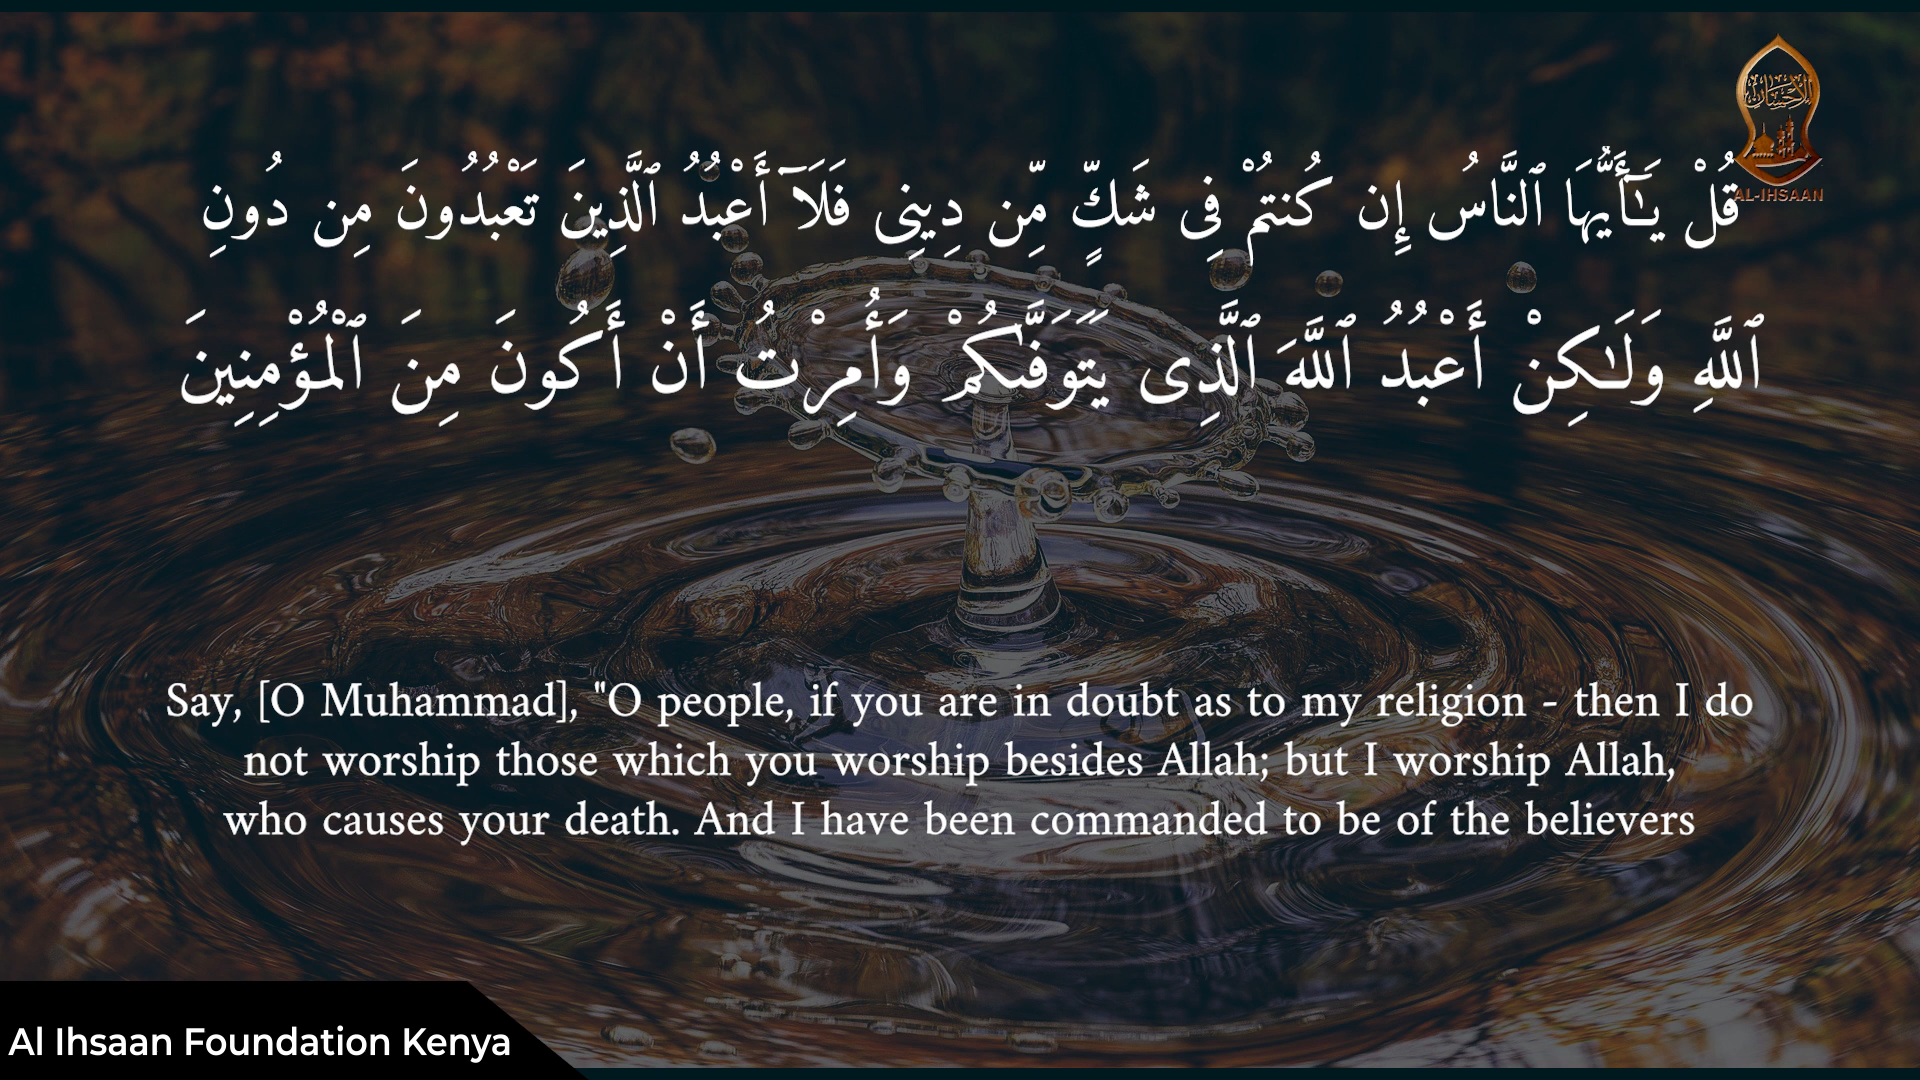 الاحسان
AL-IHSAAN
قُلْ يَـٰٓأَيُّهَا ٱلنَّاسُ إِن كُنتُمْ فِى شَكٍّ مِّن دِينِى فَلَآ أَعْبُدُ ٱلَّذِينَ تَعْبُدُونَ مِن دُونِ
ٱللَّهِ وَلَـٰكِنْ أَعْبُدُ ٱللَّهَ ٱلَّذِى يَتَوَفَّىٰكُمْ وَأُمِرْتُ أَنْ أَكُونَ مِنَ ٱلْمُؤْمِنِينَ
Say, [O Muhammad], "O people, if you are in doubt as to my religion - then I do
not worship those which you worship besides Allah; but I worship Allah,
who causes your death. And I have been commanded to be of the believers
Al Ihsaan Foundation Kenya